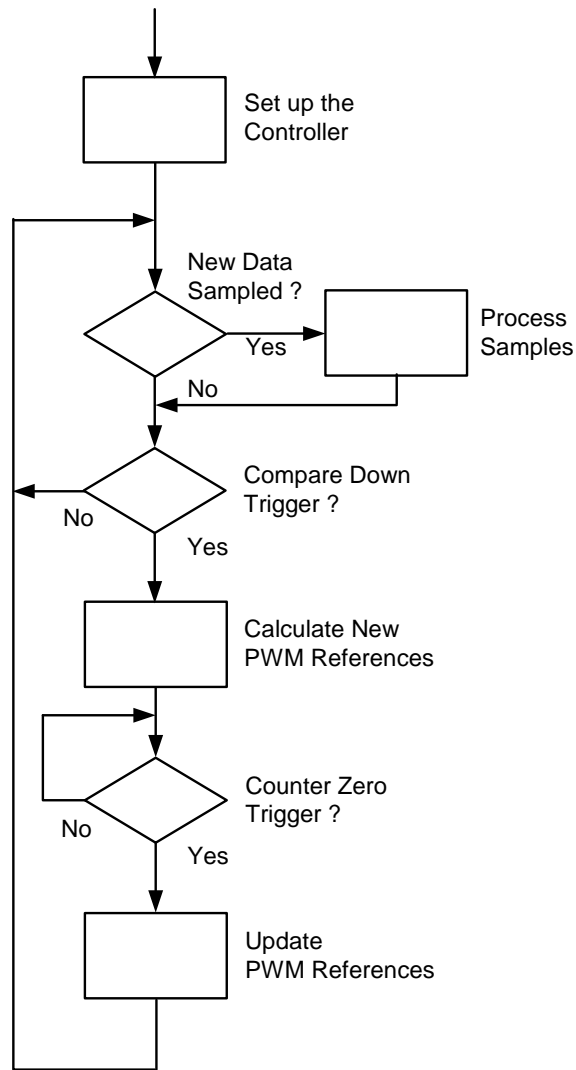 Set up the
Controller
New Data
Sampled ?
Yes
Process
Samples
No
Compare Down
Trigger ?
No
Yes
Calculate New
PWM References
Counter Zero
Trigger ?
No
Yes
Update
PWM References